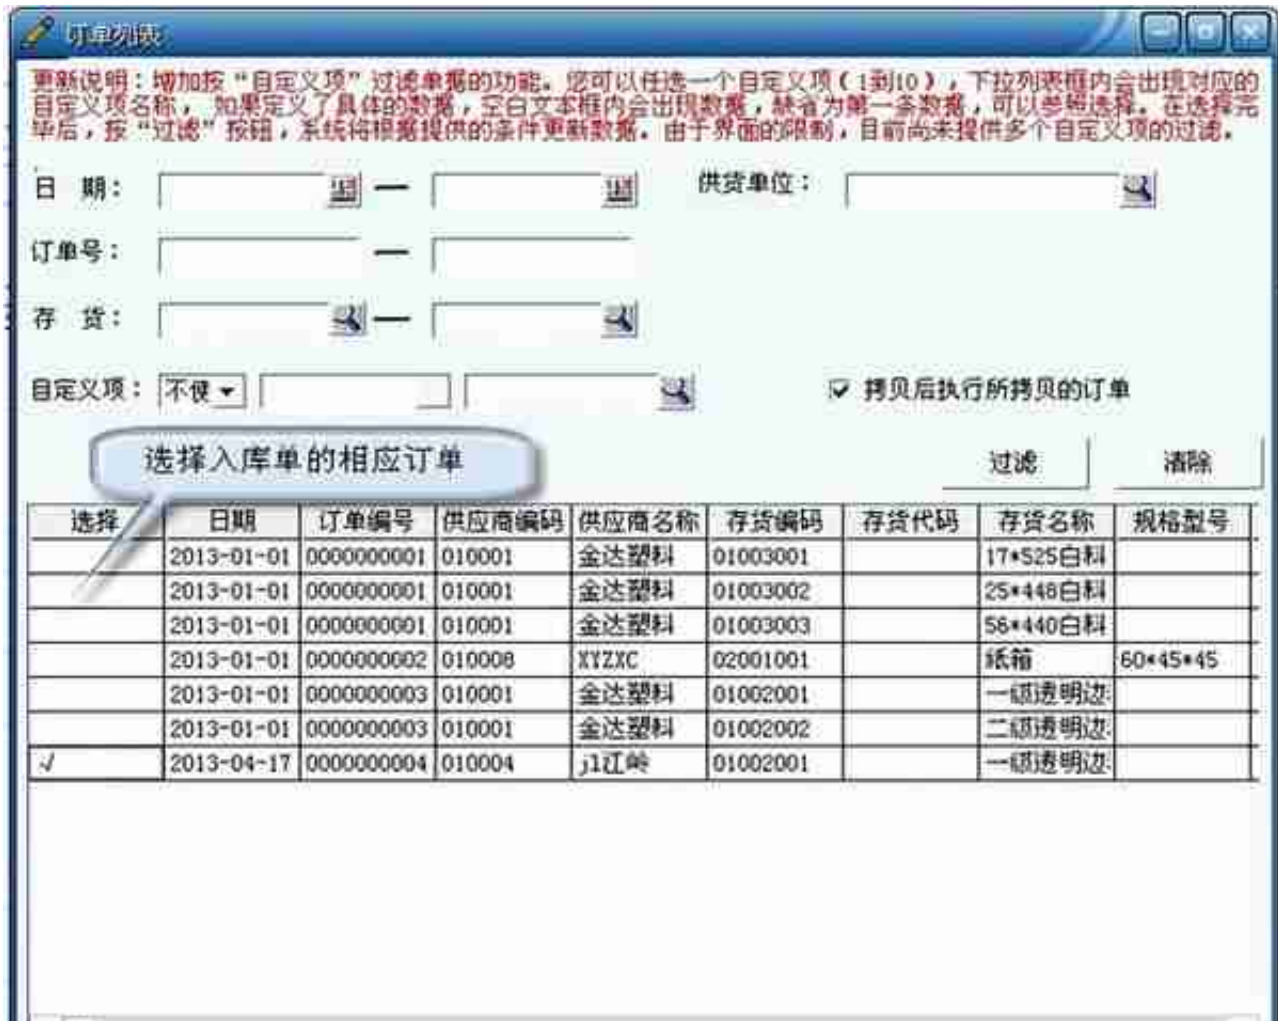 订单列表
更新说明：增加按“自定义项”过滤单据的功能。您可以任选一个自定义项（1到10），下拉列表框内会出现对应的
自定义项名称， 如果定义了具体的数据，空白文本框内会出现数据，缺省为第一条数据，可以参照选择。在选择完
毕后，按“过滤”按钮，系统将根据提供的条件更新数据。由于界面的限制，目前尚未提供多个自定义项的过滤。
日 期： — 供货单位：
订单号： —
存 货： —
自定义项： 不使 拷贝后执行所拷贝的订单
选择入库单的相应订单
过滤 清除
选择 日期 订单编号 供应商编码 供应商名称 存货编码 存货代码 存货名称 规格型号
2013-01-01 0000000001 010001 金达塑料 01003001 17*525白料
2013-01-01 0000000001 010001 金达塑料 01003002 25*448白料
2013-01-01 0000000001 010001 金达塑料 01003003 56*440白料
2013-01-01 0000000002 010008 XYZXC 02001001 纸箱 60*45*45
2013-01-01 0000000003 010001 金达塑料 01002001 一级透明边
2013-01-01 0000000003 010001 金达塑料 01002002 二级透明边
√ 2013-04-17 0000000004 010004 01002001 一级透明边